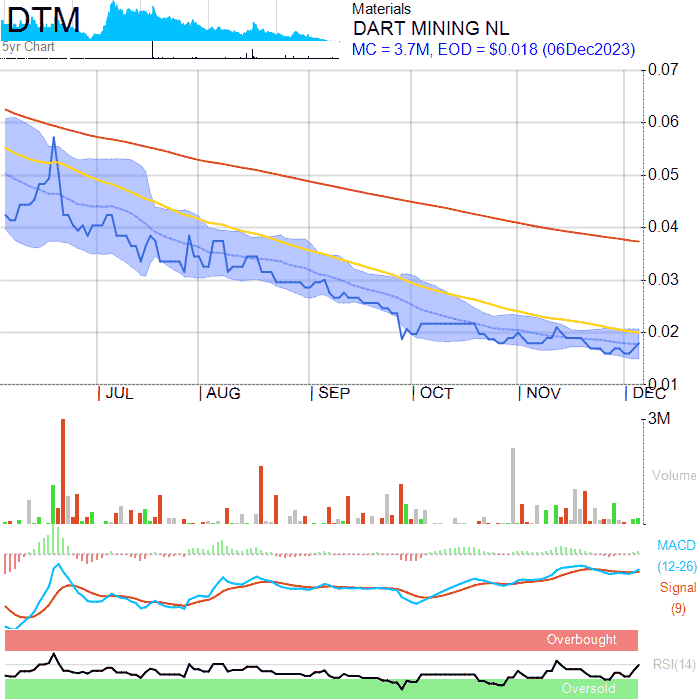 DTM
5yr Chart
Materials
DART MINING NL
MC = 3.7M, EOD = $0.018 (06Dec2023)
0.07
0.06
0.05
0.04
0.03
0.02
0.01
JUL
AUG
SEP
OCT
NOV
DEC
3M
Volume
MACD
(12-26)
Signal
(9)
Overbought
RSI(14)
Oversold